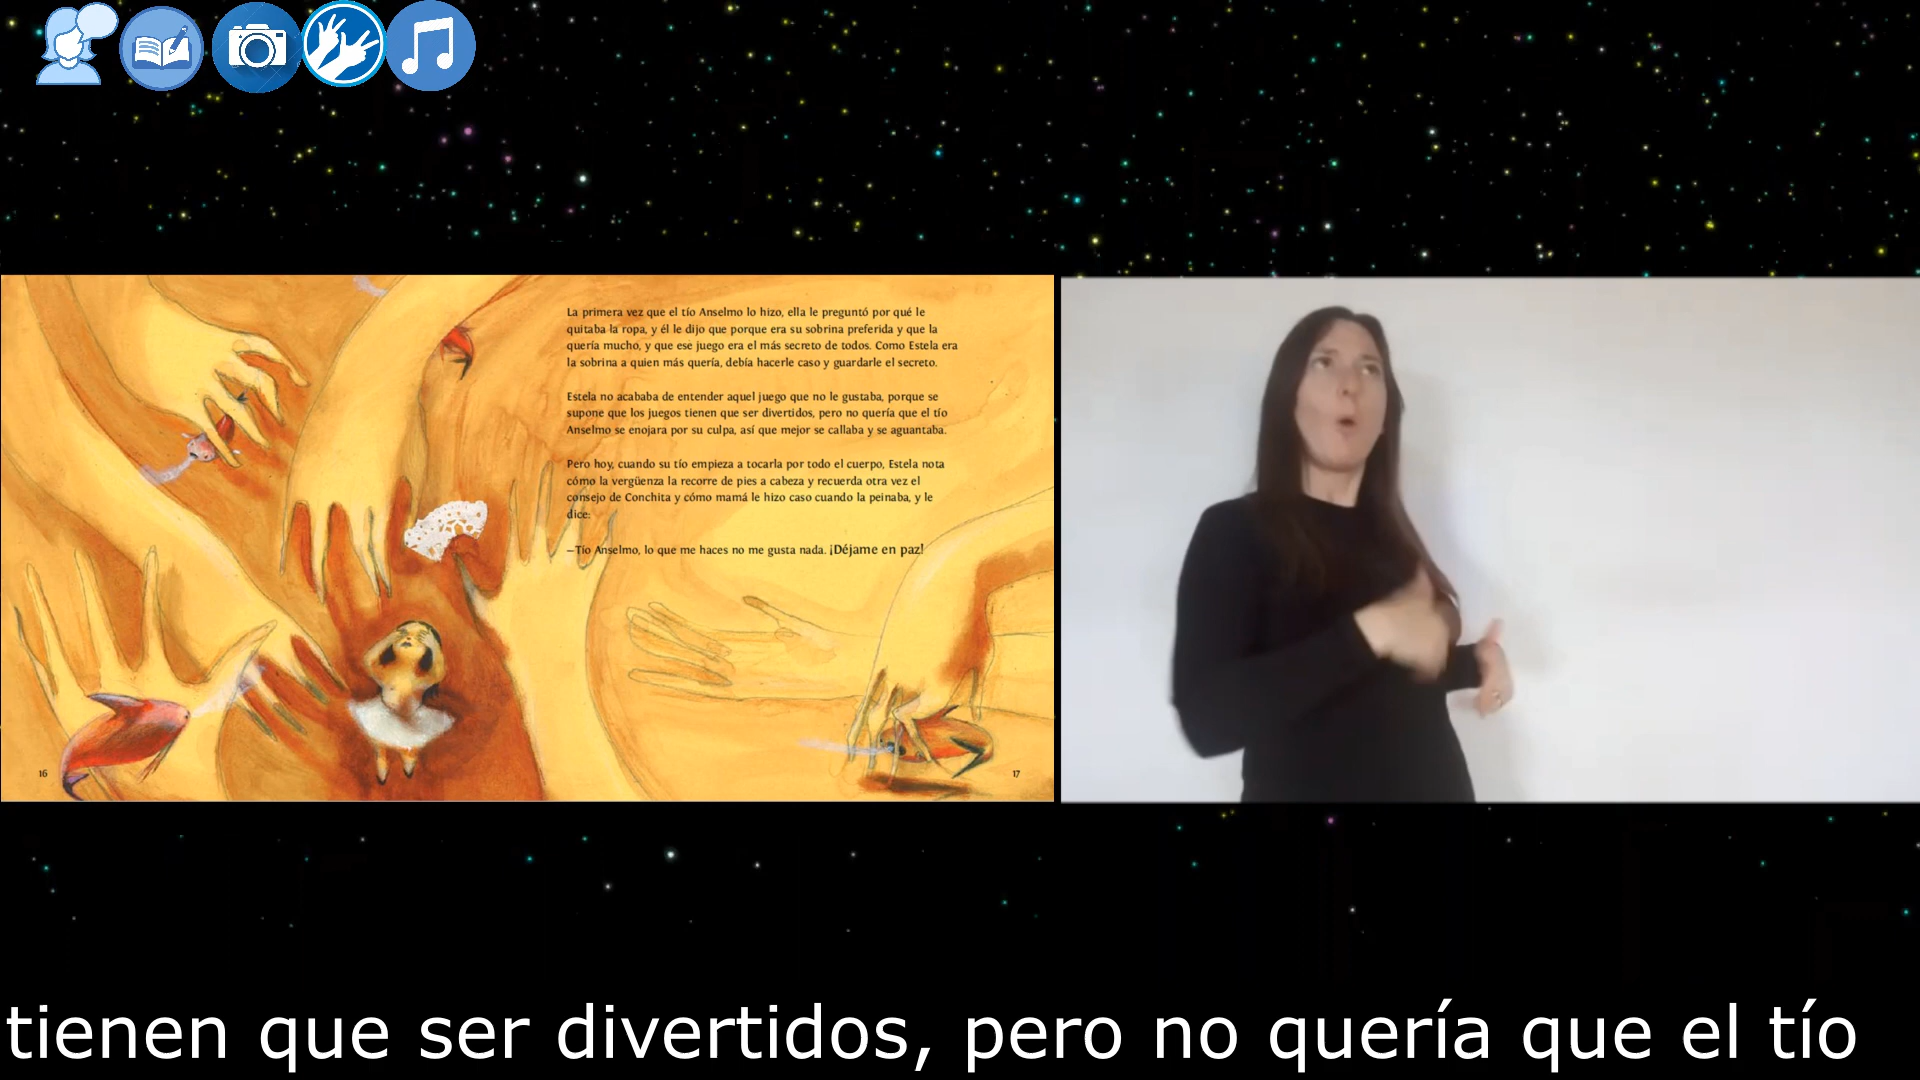 La primera vez que el tío Anselmo lo hizo, ella le preguntó por qué le
quitaba la ropa, y él le dijo que porque era su sobrina preferida y que la
quería mucho, y que ese juego era el más secreto de todos. Como Estela era
la sobrina a quien más quería, debía hacerle caso y guardarle el secreto.
Estela no acababa de entender aquel juego que no le gustaba, porque se
supone que los juegos tienen que ser divertidos, pero no quería que el tío
Anselmo se enojara por su culpa, así que mejor se callaba y se aguantaba.
Pero hoy, cuando su tío empieza a tocarla por todo el cuerpo, Estela nota
cómo la vergüenza la recorre de pies a cabeza y recuerda otra vez el
consejo de Conchita y cómo mamá le hizo caso cuando la peinaba, y le
dice:
—Tío Anselmo, lo que me haces no me gusta nada. ¡Déjame en paz!
16
17
tienen que ser divertidos, pero no quería que el tío